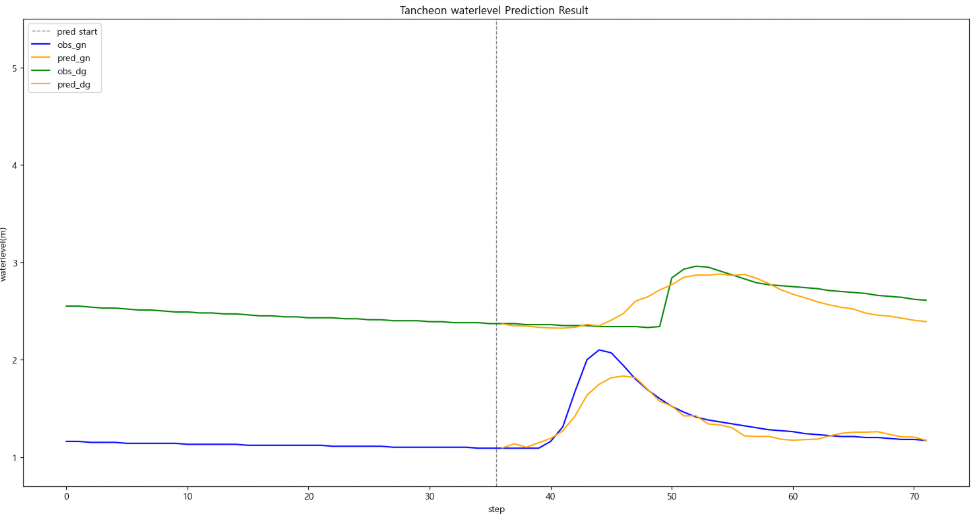 Tancheon waterlevel Prediction Result
pred start
obs_gn
pred_gn
obs_dg
pred_dg
5
4
3
2
1
waterlevel(m)
0 10 20 30 40 50 60 70
step